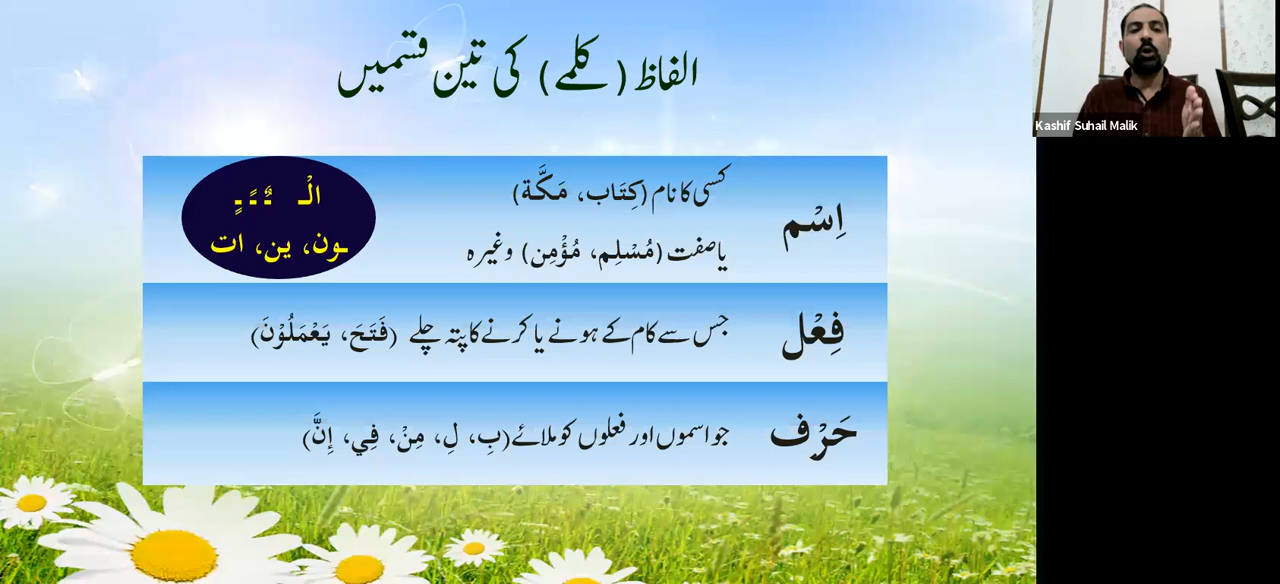 الفاظ (کلمے) کی تین قسمیں
اِسْم
کسی کا نام (كِتَاب، مَكَّة)
یا صفت (مُسْلِم، مُؤْمِن) وغیرہ
الْـ ـٌ ـً ـٍ
ـون، ين، ات
فِعْل
جس سے کام کے ہونے یا کرنے کا پتہ چلے (فَتَحَ، يَعْمَلُوْنَ)
حَرْف
جو اسموں اور فعلوں کو ملائے (بِ، لِ، مِنْ، فِي، إِنَّ)
Kashif Suhail Malik